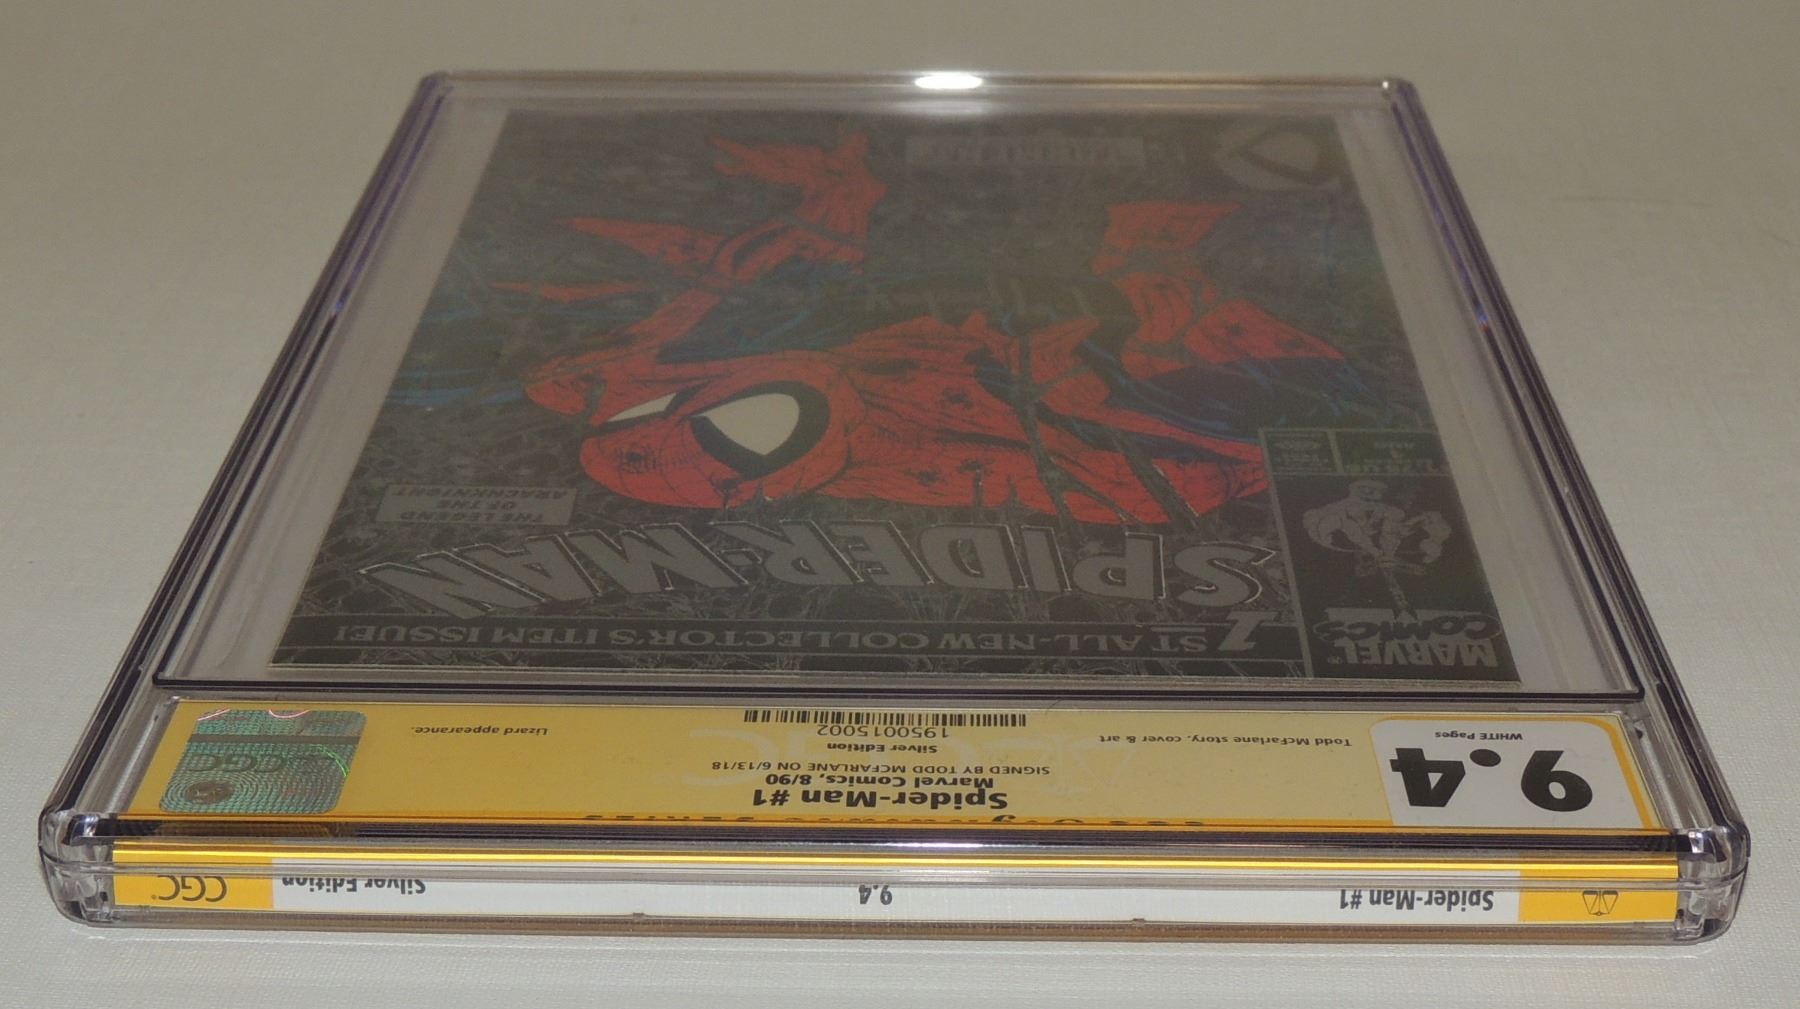 CGC
Silver Edition
9.4
Spider-Man #1
9.4
WHITE Pages
Spider-Man #1
Marvel Comics, 8/90
SIGNED BY TODD MCFARLANE ON 6/13/18
Silver Edition
1950015002
Todd McFarlane story, cover & art
Lizard appearance.
CGC
MARVEL®
COMICS
1ST ALL-NEW COLLECTOR'S ITEM ISSUE!
SPIDER-MAN
THE LEGEND
OF THE
ARACHKNIGHT